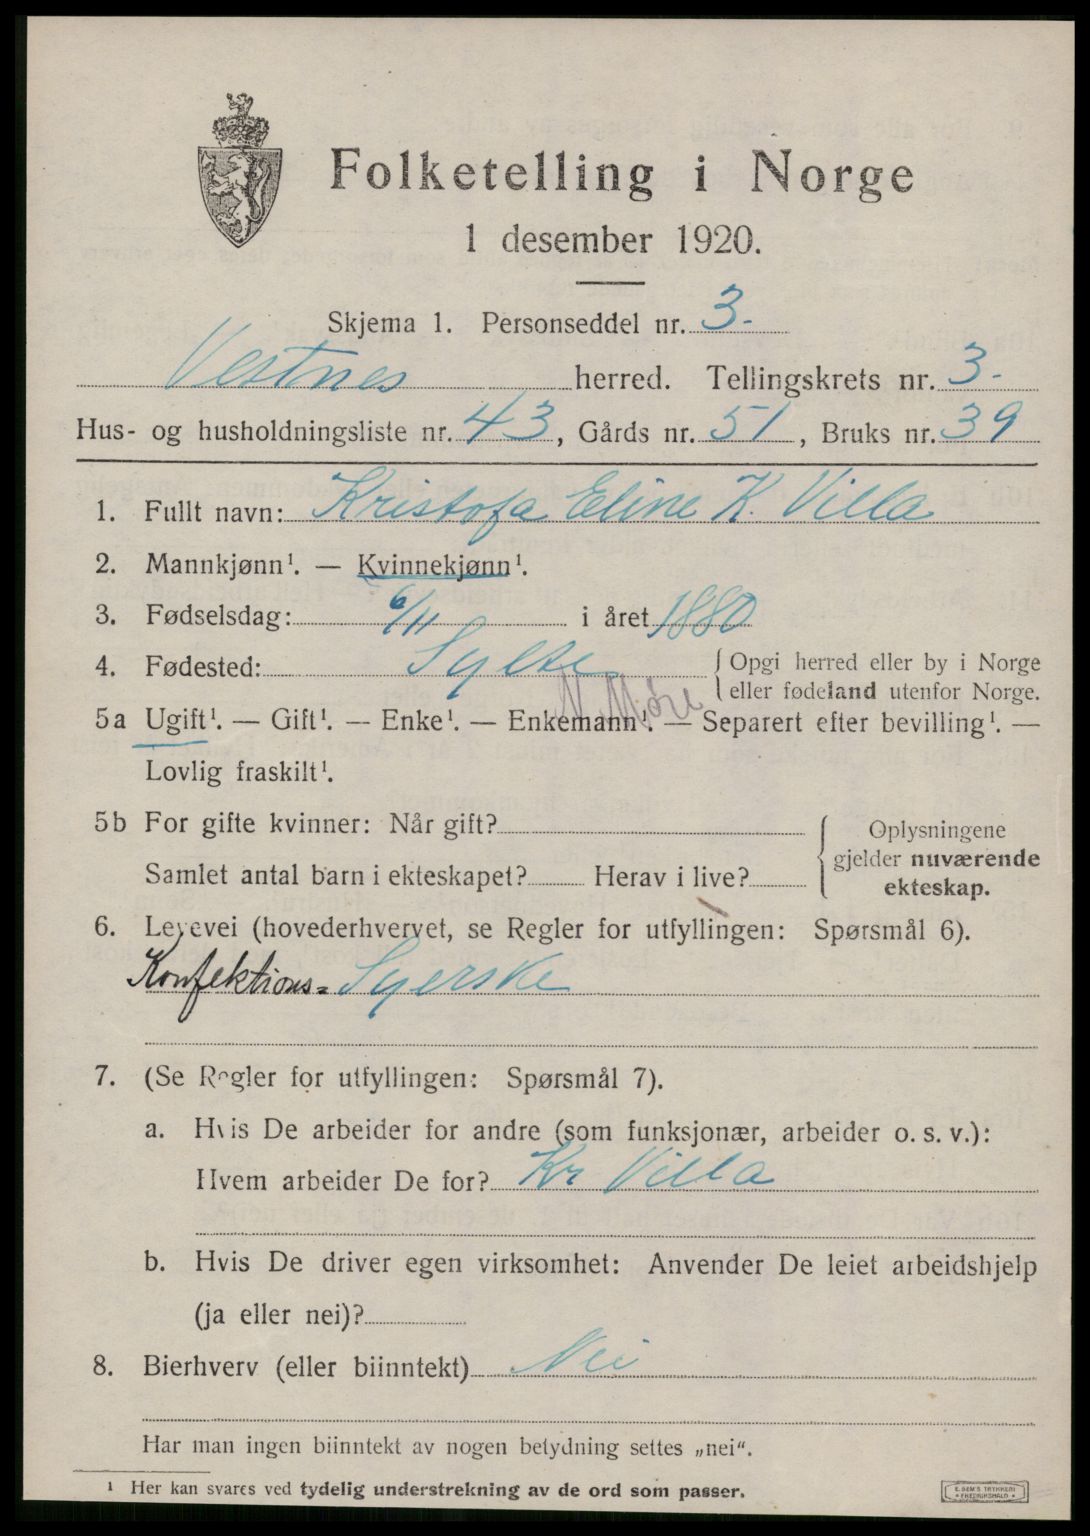 Folketelling i Norge
1 desember 1920.
Skjema 1. Personseddel nr. 3-
Vestnes herred. Tellingskrets nr. 3-
Hus- og husholdningsliste nr. 43, Gårds nr. 51, Bruks nr. 39
1. Fullt navn: Kristofa Eline K. Villa
2. Mannkjønn¹. — Kvinnekjønn¹.
3. Fødselsdag: 6/11 i året 1880
4. Fødested: Sylte { Opgi herred eller by i Norge
eller fødeland utenfor Norge.
N. Møre
5a Ugift¹. — Gift¹. — Enke¹. — Enkemann¹. — Separert efter bevilling¹. —
Lovlig fraskilt¹.
5b For gifte kvinner: Når gift?
Samlet antal barn i ekteskapet? Herav i live?
{ Oplysningene
gjelder nuværende
ekteskap.
6. Levevei (hovederhvervet, se Regler for utfyllingen: Spørsmål 6).
Konfektions= Syerske
7. (Se Regler for utfyllingen: Spørsmål 7).
a. Hvis De arbeider for andre (som funksjonær, arbeider o. s. v.):
Hvem arbeider De for? Kr Villa
b. Hvis De driver egen virksomhet: Anvender De leiet arbeidshjelp
(ja eller nei)?
8. Bierhverv (eller biinntekt) Nei
Har man ingen biinntekt av nogen betydning settes „nei“.
¹ Her kan svares ved tydelig understrekning av de ord som passer.
E. SEM'S TRYKKERI
FREDRIKSHALD